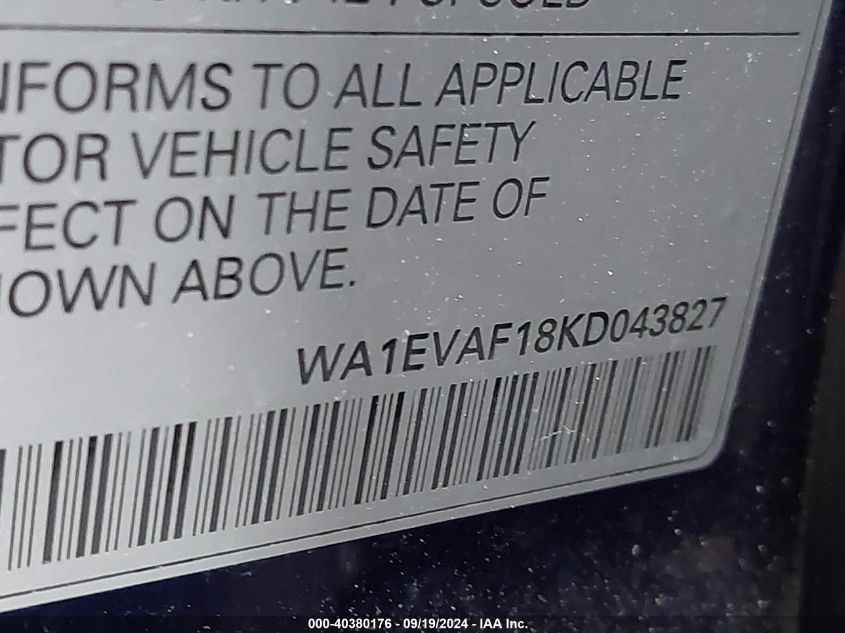 NFORMS TO ALL APPLICABLE
TOR VEHICLE SAFETY
FECT ON THE DATE OF
OWN ABOVE.
WA1EVAF18KD043827
000-40380176 - 09/19/2024 - IAA Inc.